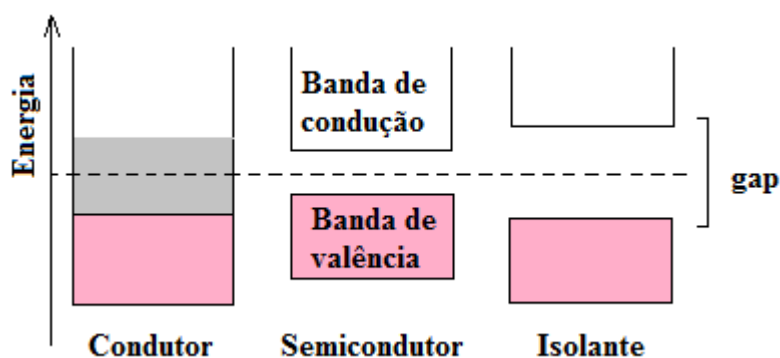 Energia
Banda de
condução
Banda de
valência
gap
Condutor
Semicondutor
Isolante